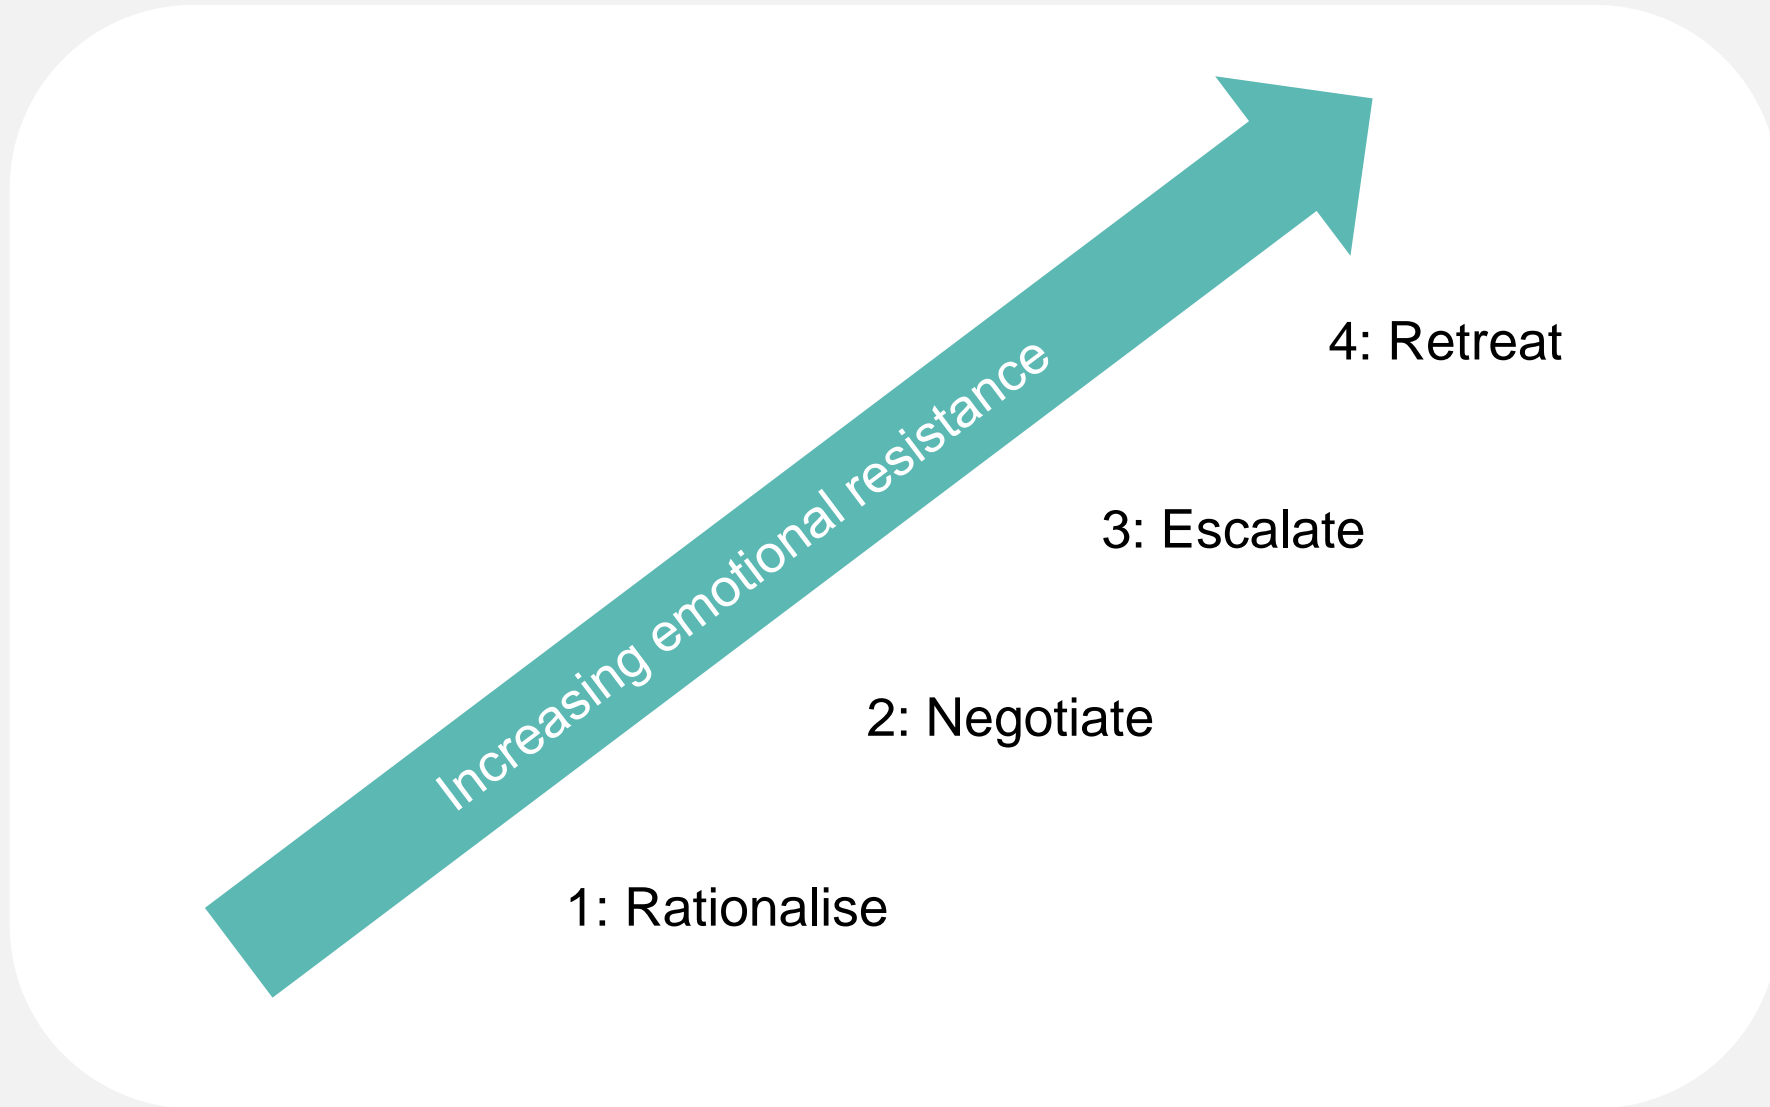 4: Retreat
Increasing emotional resistance
3: Escalate
2: Negotiate
1: Rationalise